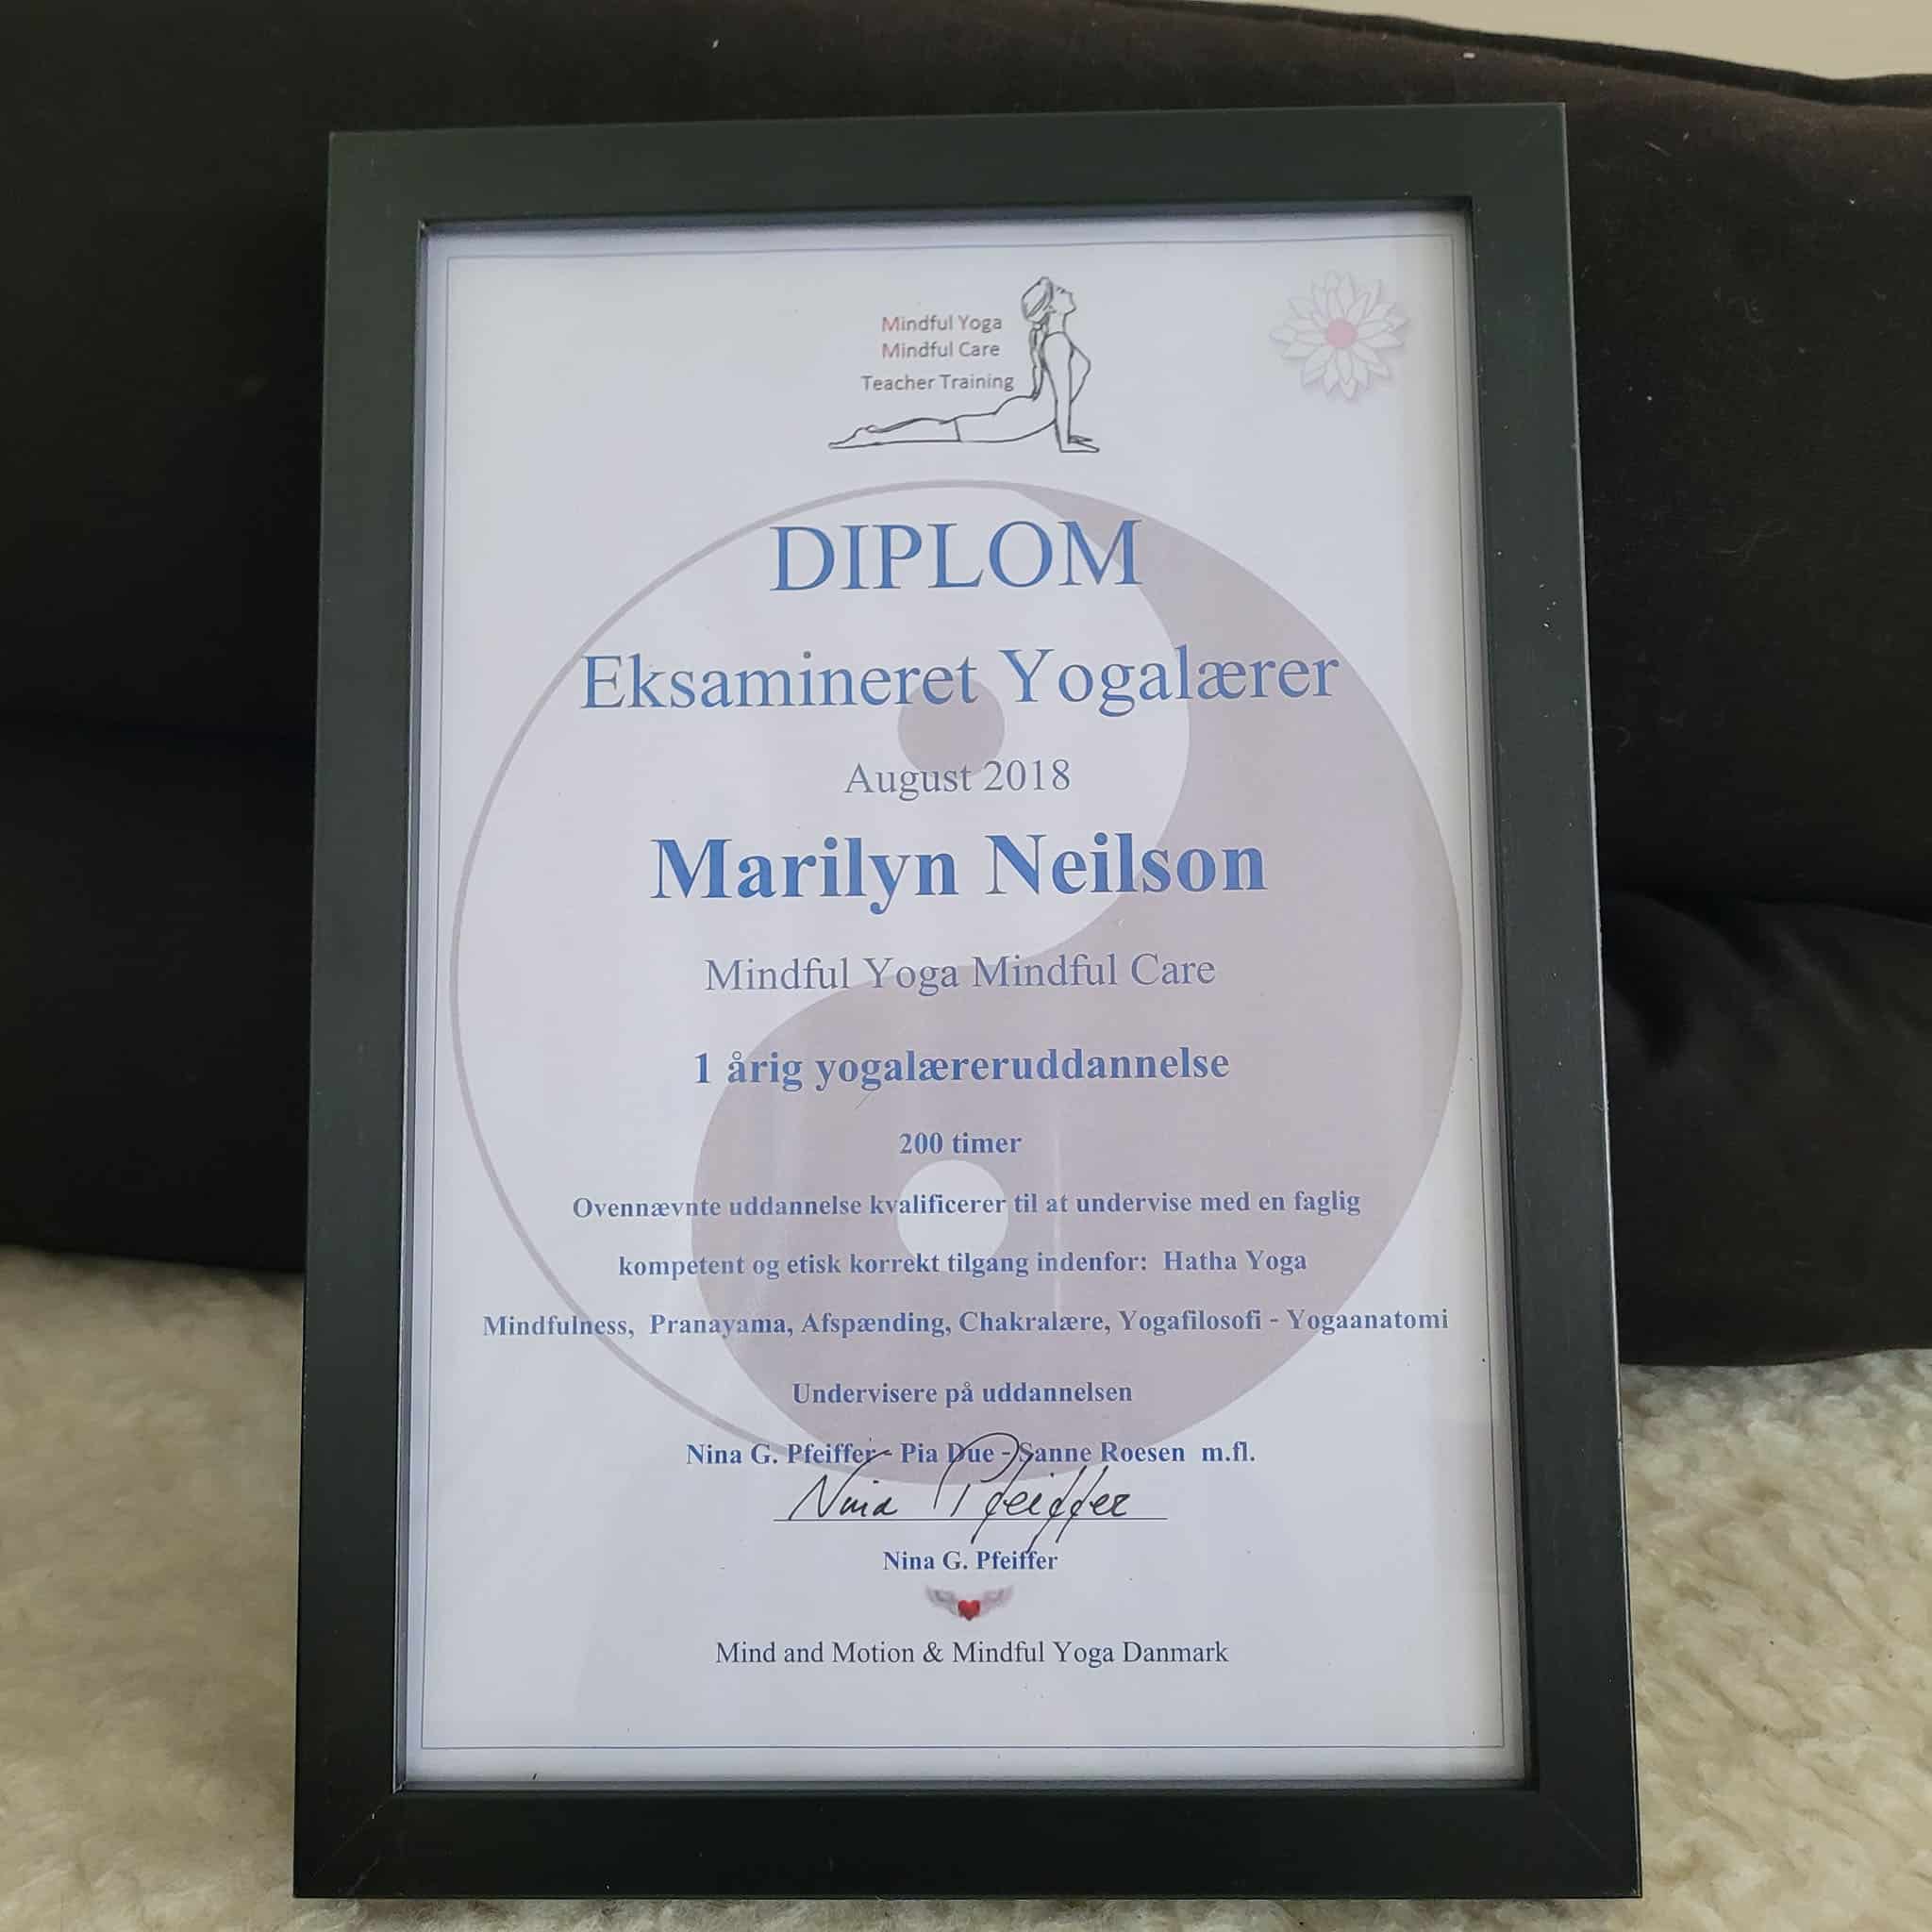 Mindful Yoga
Mindful Care
Teacher Training
DIPLOM
Eksamineret Yogalærer
August 2018
Marilyn Neilson
Mindful Yoga Mindful Care
1 årig yogalæreruddannelse
200 timer
Ovennævnte uddannelse kvalificerer til at undervise med en faglig
kompetent og etisk korrekt tilgang indenfor: Hatha Yoga
Mindfulness, Pranayama, Afspænding, Chakralære, Yogafilosofi - Yogaanatomi
Undervisere på uddannelsen
Nina G. Pfeiffer - Pia Due - Sanne Roesen m.fl.
Nina Pfeiffer
Nina G. Pfeiffer
Mind and Motion & Mindful Yoga Danmark